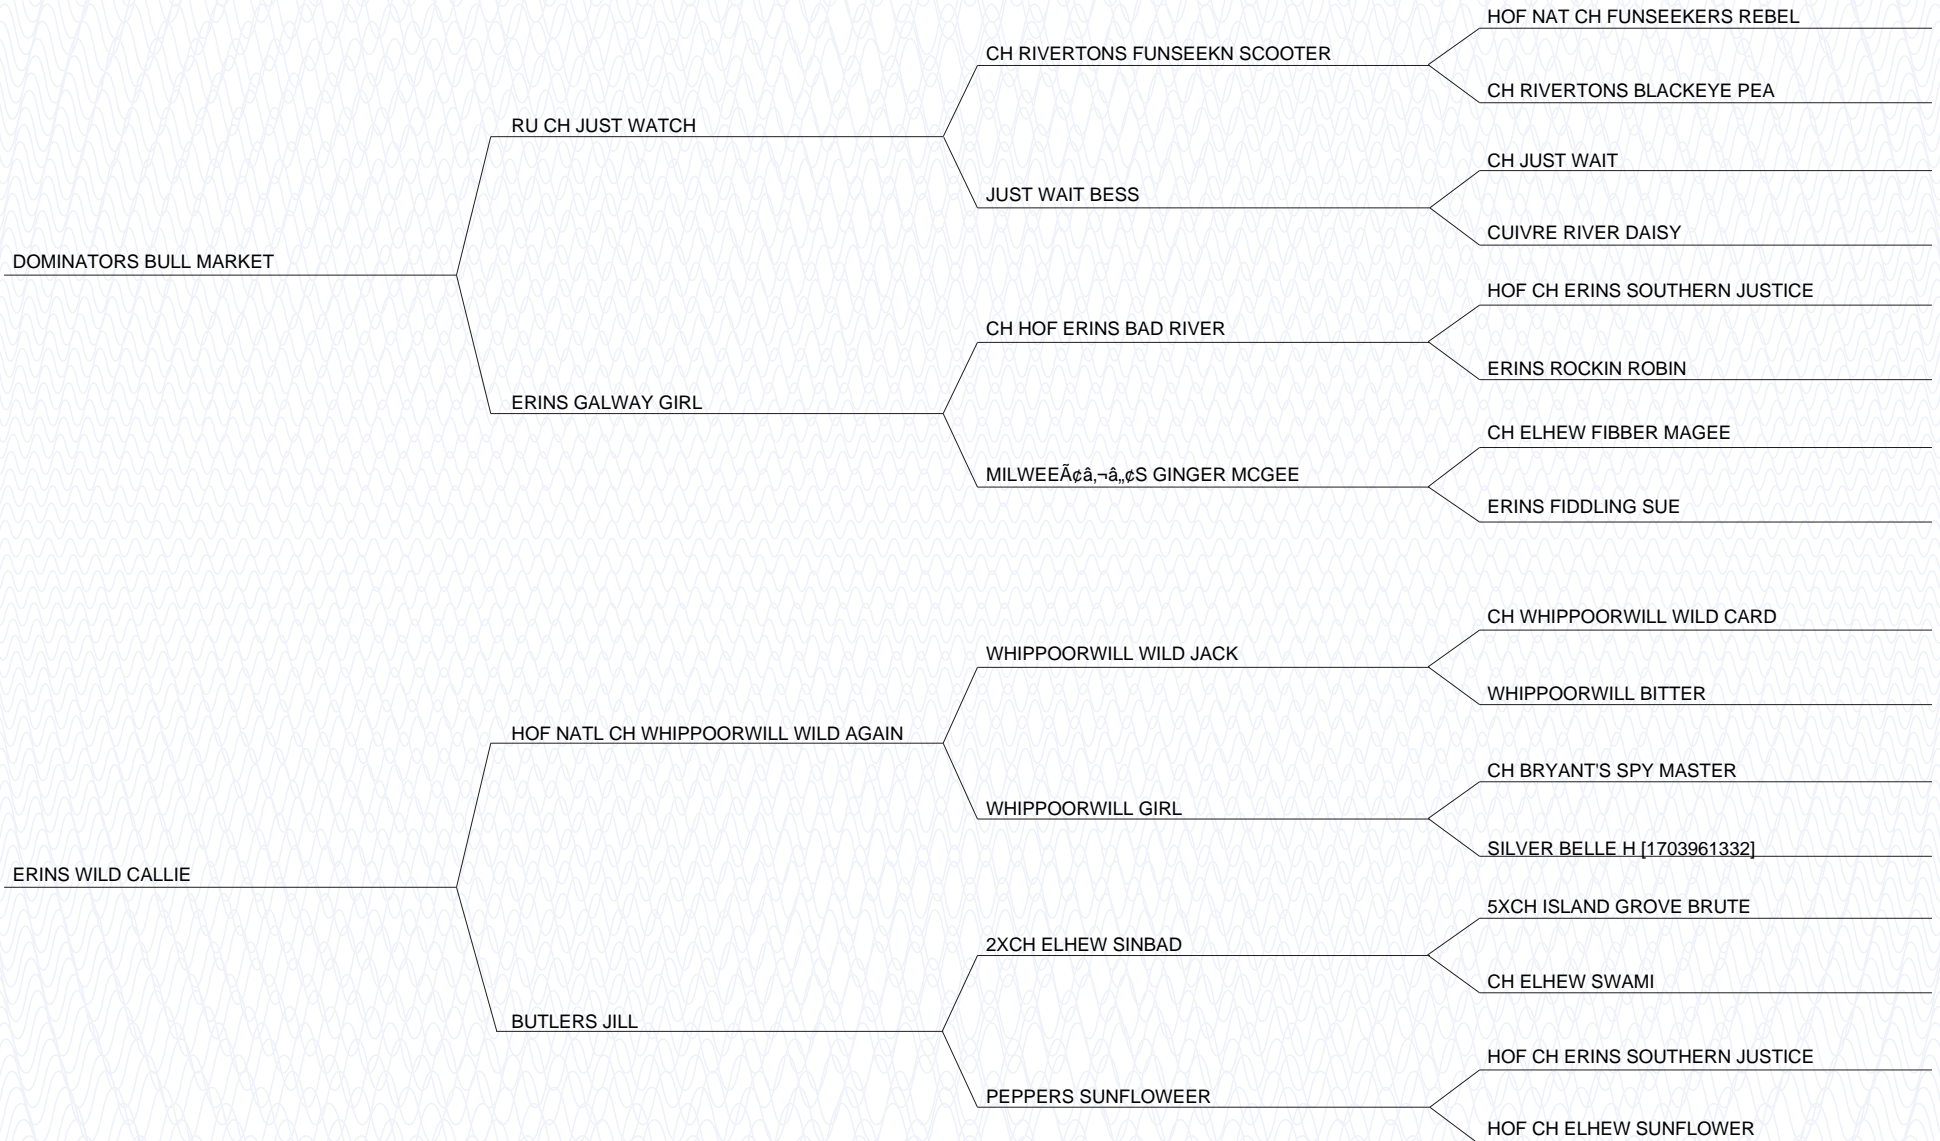 HOF NAT CH FUNSEEKERS REBEL
CH RIVERTONS FUNSEEKN SCOOTER
CH RIVERTONS BLACKEYE PEA
RU CH JUST WATCH
CH JUST WAIT
JUST WAIT BESS
CUIVRE RIVER DAISY
DOMINATORS BULL MARKET
HOF CH ERINS SOUTHERN JUSTICE
CH HOF ERINS BAD RIVER
ERINS ROCKIN ROBIN
ERINS GALWAY GIRL
CH ELHEW FIBBER MAGEE
MILWEEÃ¢â‚¬â„¢S GINGER MCGEE
ERINS FIDDLING SUE
CH WHIPPOORWILL WILD CARD
WHIPPOORWILL WILD JACK
WHIPPOORWILL BITTER
HOF NATL CH WHIPPOORWILL WILD AGAIN
CH BRYANT'S SPY MASTER
WHIPPOORWILL GIRL
SILVER BELLE H [1703961332]
ERINS WILD CALLIE
5XCH ISLAND GROVE BRUTE
2XCH ELHEW SINBAD
CH ELHEW SWAMI
BUTLERS JILL
HOF CH ERINS SOUTHERN JUSTICE
PEPPERS SUNFLOWEER
HOF CH ELHEW SUNFLOWER